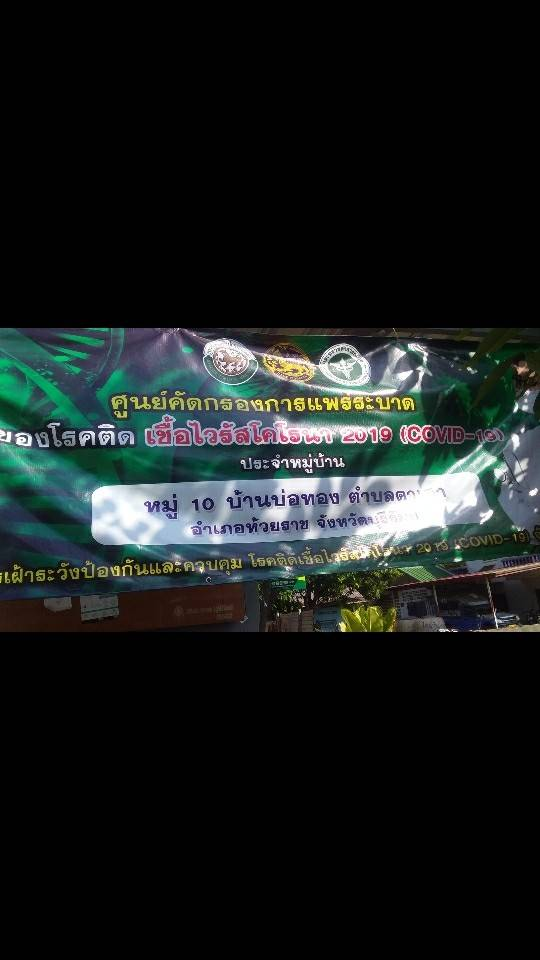 ศูนย์คัดกรองการแพร่ระบาด
ของโรคติด เชื้อไวรัสโคโรนา 2019 (COVID-19)
ประจำหมู่บ้าน
หมู่ 10 บ้านบ่อทอง
อำเภอห้วยราช จังหวัดบุรีรัมย์
เฝ้าระวังป้องกันและควบคุม โรคติดเชื้อไวรัสโคโรนา 2019 (COVID-19)